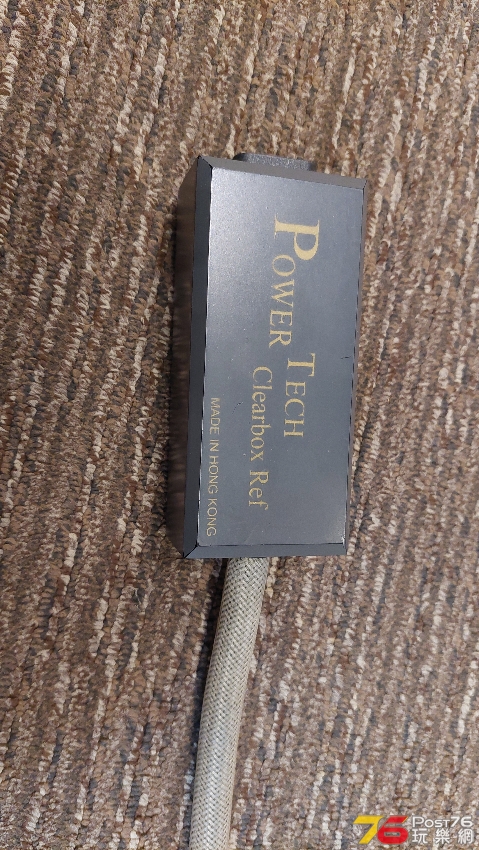 POWER TECH
Clearbox Ref
MADE IN HONG KONG
76 POST76
玩樂網